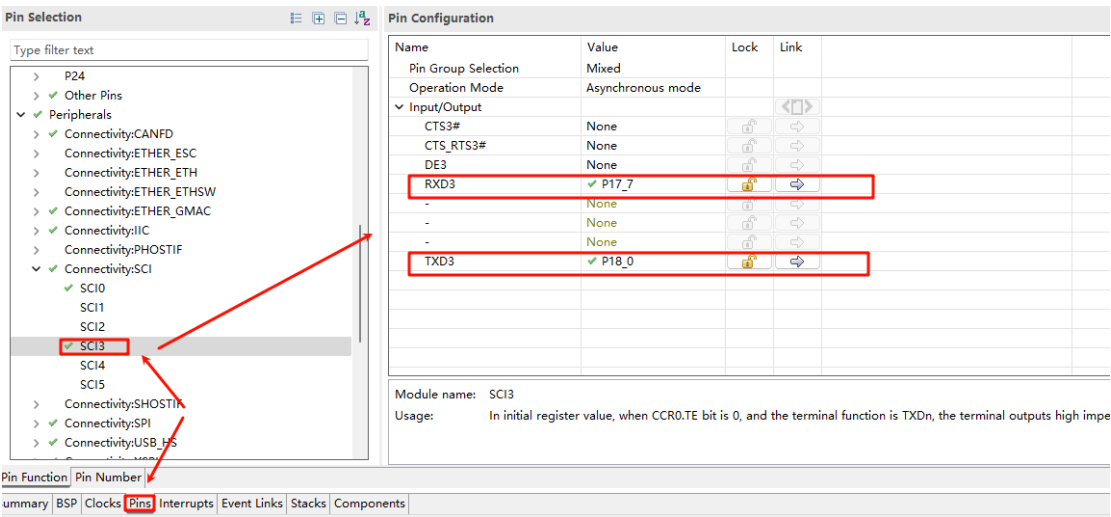 Pin Selection
Type filter text
P24
Other Pins
Peripherals
Connectivity:CANFD
Connectivity:ETHER_ESC
Connectivity:ETHER_ETH
Connectivity:ETHER_ETHSW
Connectivity:ETHER_GMAC
Connectivity:IIC
Connectivity:PHOSTIF
Connectivity:SCI
SCI0
SCI1
SCI2
SCI3
SCI4
SCI5
Connectivity:SHOSTIF
Connectivity:SPI
Connectivity:USB_HS
Pin Function Pin Number
Pin Configuration
Name Value Lock Link
Pin Group Selection Mixed
Operation Mode Asynchronous mode
Input/Output
CTS3# None
CTS_RTS3# None
DE3 None
RXD3 P17_7
- None
- None
- None
TXD3 P18_0
Module name: SCI3
Usage: In initial register value, when CCR0.TE bit is 0, and the terminal function is TXDn, the terminal outputs high impe
ummary BSP Clocks Pins Interrupts Event Links Stacks Components